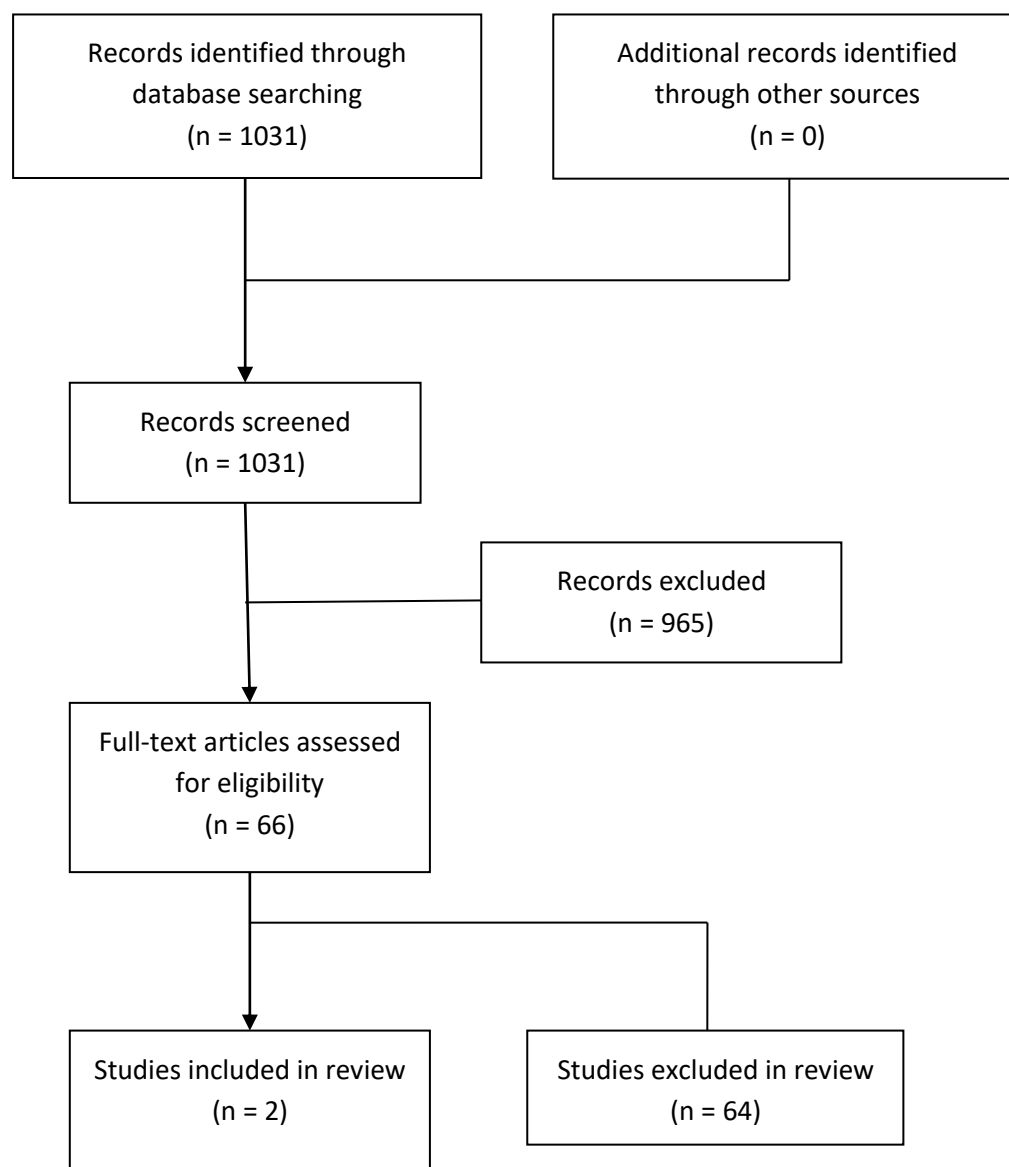 Records identified through
database searching
(n = 1031)
Additional records identified
through other sources
(n = 0)
Records screened
(n = 1031)
Records excluded
(n = 965)
Full-text articles assessed
for eligibility
(n = 66)
Studies included in review
(n = 2)
Studies excluded in review
(n = 64)